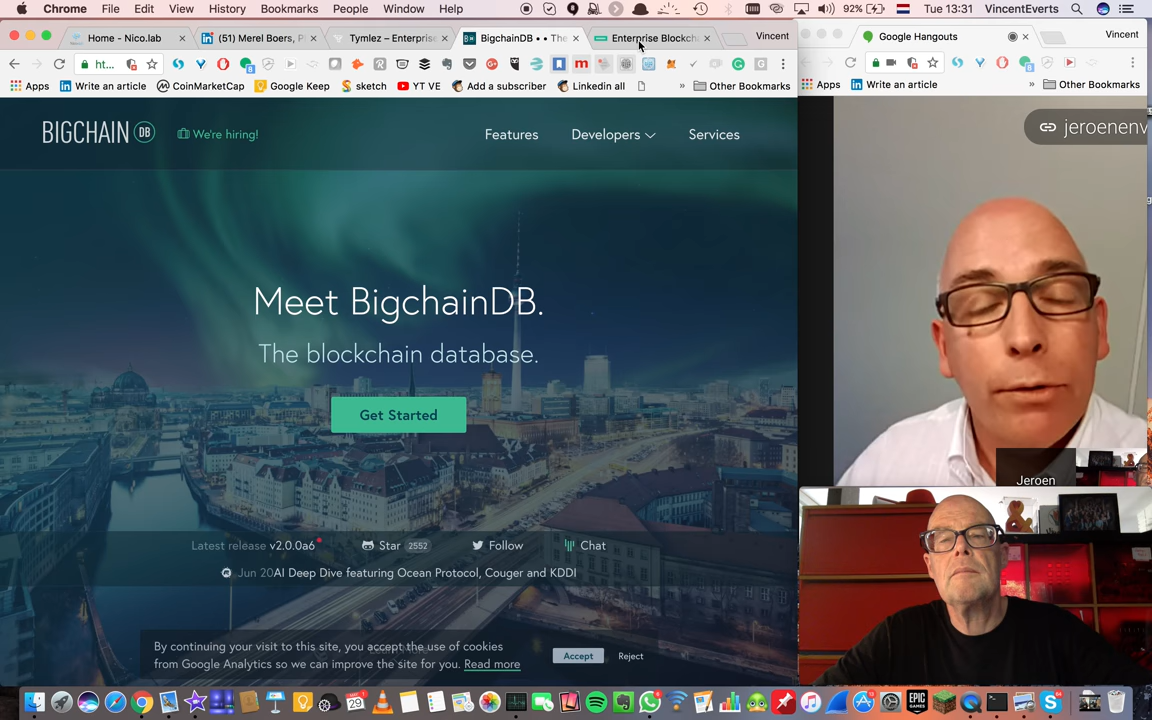 Chrome File Edit View History Bookmarks People Window Help 92% Tue 13:31 VincentEverts
Home - Nico.lab
(51) Merel Boers, P
Tymlez – Enterprise
BigchainDB • • The
Enterprise Blockch
Vincent
ht...
Apps Write an article CoinMarketCap Google Keep sketch YT VE Add a subscriber Linkedin all » Other Bookmarks
BIGCHAIN DB
We're hiring!
Features Developers Services
Meet BigchainDB.
The blockchain database.
Get Started
Latest release v2.0.0a6 Star 2552 Follow Chat
Jun 20 AI Deep Dive featuring Ocean Protocol, Couger and KDDI
By continuing your visit to this site, you accept the use of cookies
from Google Analytics so we can improve the site for you. Read more
Accept Reject
Google Hangouts
Vincent
Apps Write an article » Other Bookmarks
jeroenenv
Jeroen
29
EPIC
GAMES